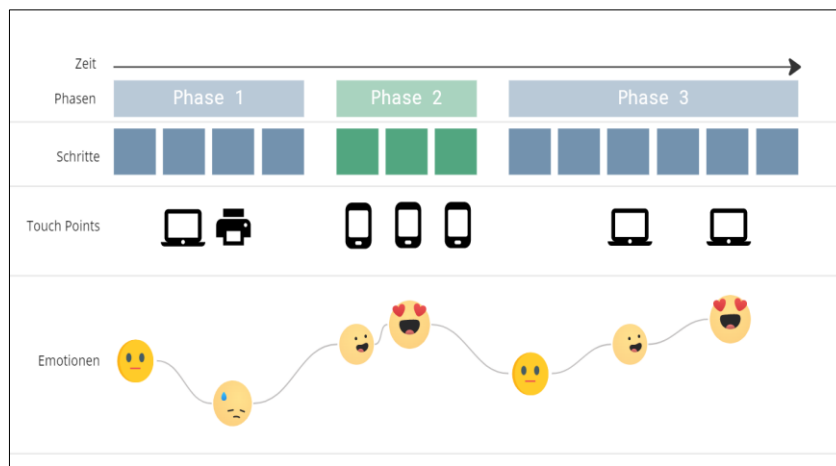 Zeit
Phasen
Phase 1
Phase 2
Phase 3
Schritte
Touch Points
Emotionen